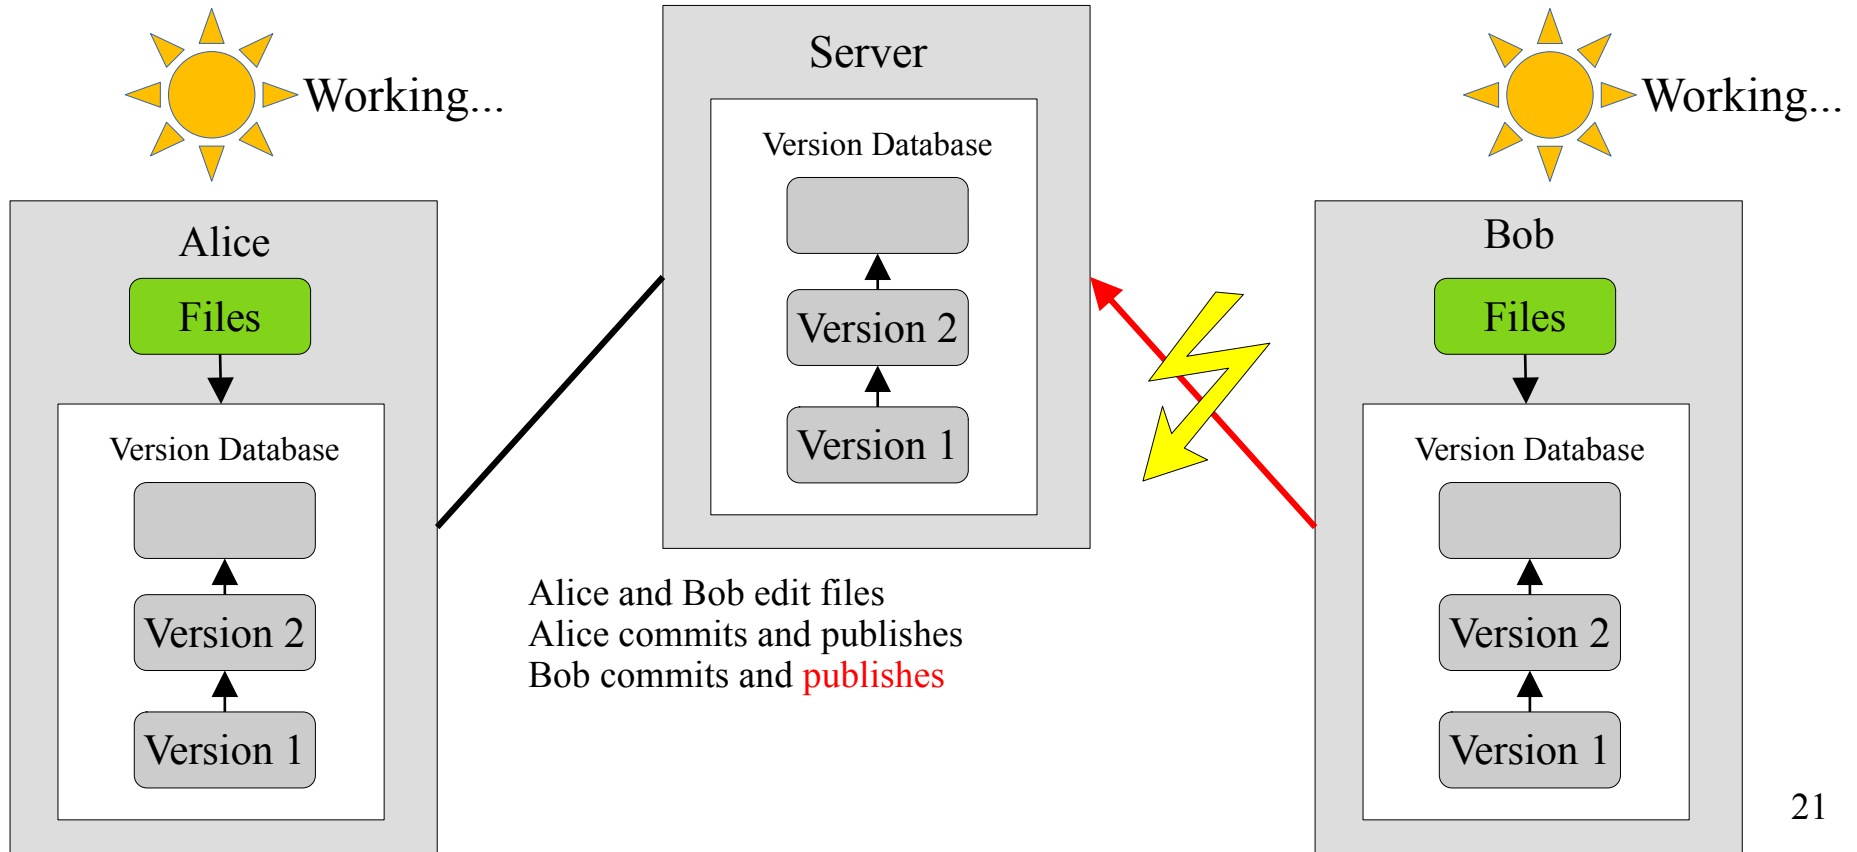 Working...
Server
Working...
Version Database
Version 2
Version 1
Alice
Files
Version Database
Version 2
Version 1
Bob
Files
Version Database
Version 2
Version 1
Alice and Bob edit files
Alice commits and publishes
Bob commits and publishes
21